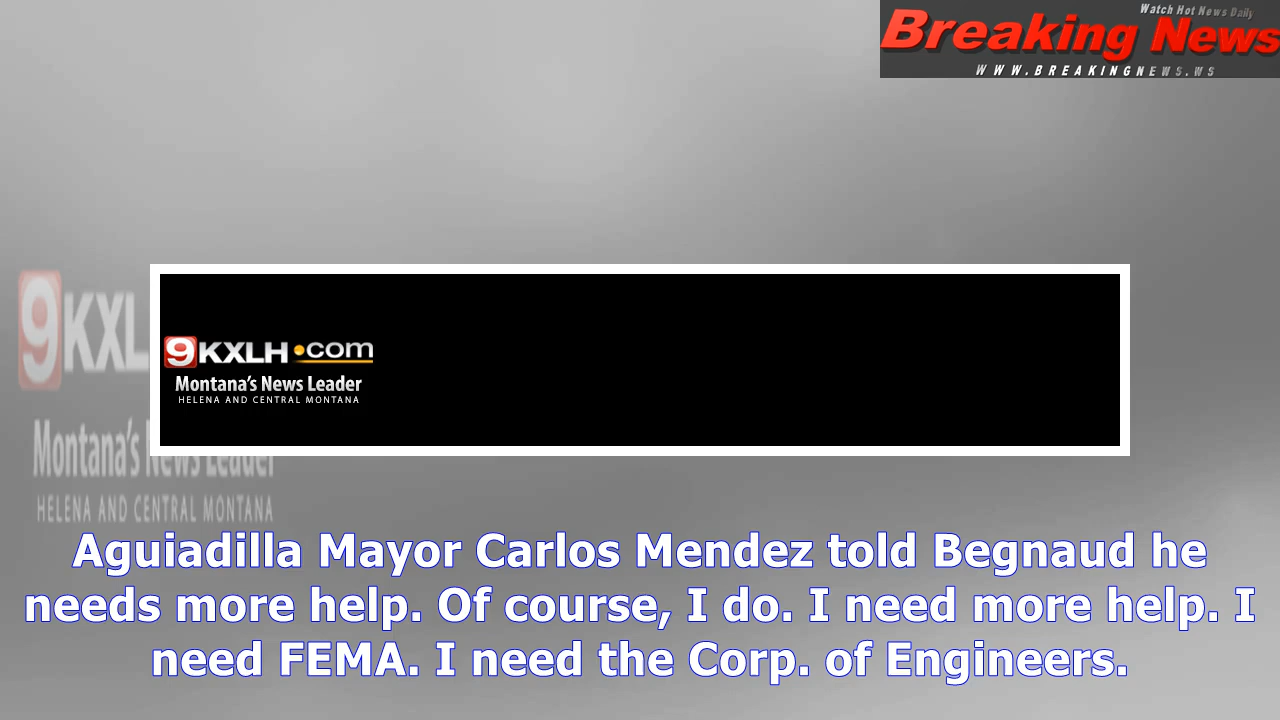 Watch Hot News Daily
Breaking News
WWW.BREAKINGNEWS.WS
9KXLH.com
Montana's News Leader
HELENA AND CENTRAL MONTANA
9KXL
Montana's News Leader
HELENA AND CENTRAL MONTANA
Aguiadilla Mayor Carlos Mendez told Begnaud he
needs more help. Of course, I do. I need more help. I
need FEMA. I need the Corp. of Engineers.